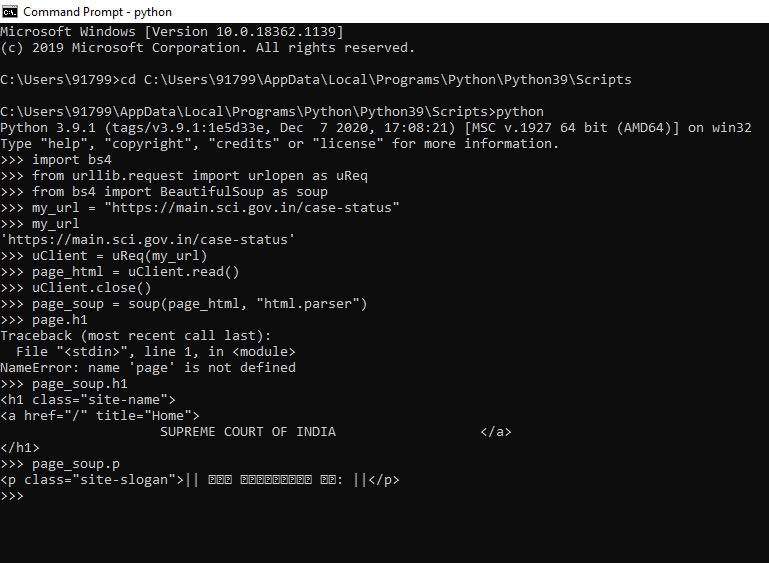 Command Prompt - python
Microsoft Windows [Version 10.0.18362.1139]
(c) 2019 Microsoft Corporation. All rights reserved.
C:\Users\91799>cd C:\Users\91799\AppData\Local\Programs\Python\Python39\Scripts
C:\Users\91799\AppData\Local\Programs\Python\Python39\Scripts>python
Python 3.9.1 (tags/v3.9.1:1e5d33e, Dec  7 2020, 17:08:21) [MSC v.1927 64 bit (AMD64)] on win32
Type "help", "copyright", "credits" or "license" for more information.
>>> import bs4
>>> from urllib.request import urlopen as uReq
>>> from bs4 import BeautifulSoup as soup
>>> my_url = "https://main.sci.gov.in/case-status"
>>> my_url
'https://main.sci.gov.in/case-status'
>>> uClient = uReq(my_url)
>>> page_html = uClient.read()
>>> uClient.close()
>>> page_soup = soup(page_html, "html.parser")
>>> page.h1
Traceback (most recent call last):
  File "<stdin>", line 1, in <module>
NameError: name 'page' is not defined
>>> page_soup.h1
<h1 class="site-name">
<a href="/" title="Home">
                    SUPREME COURT OF INDIA                  </a>
</h1>
>>> page_soup.p
<p class="site-slogan">|| : ||</p>
>>>